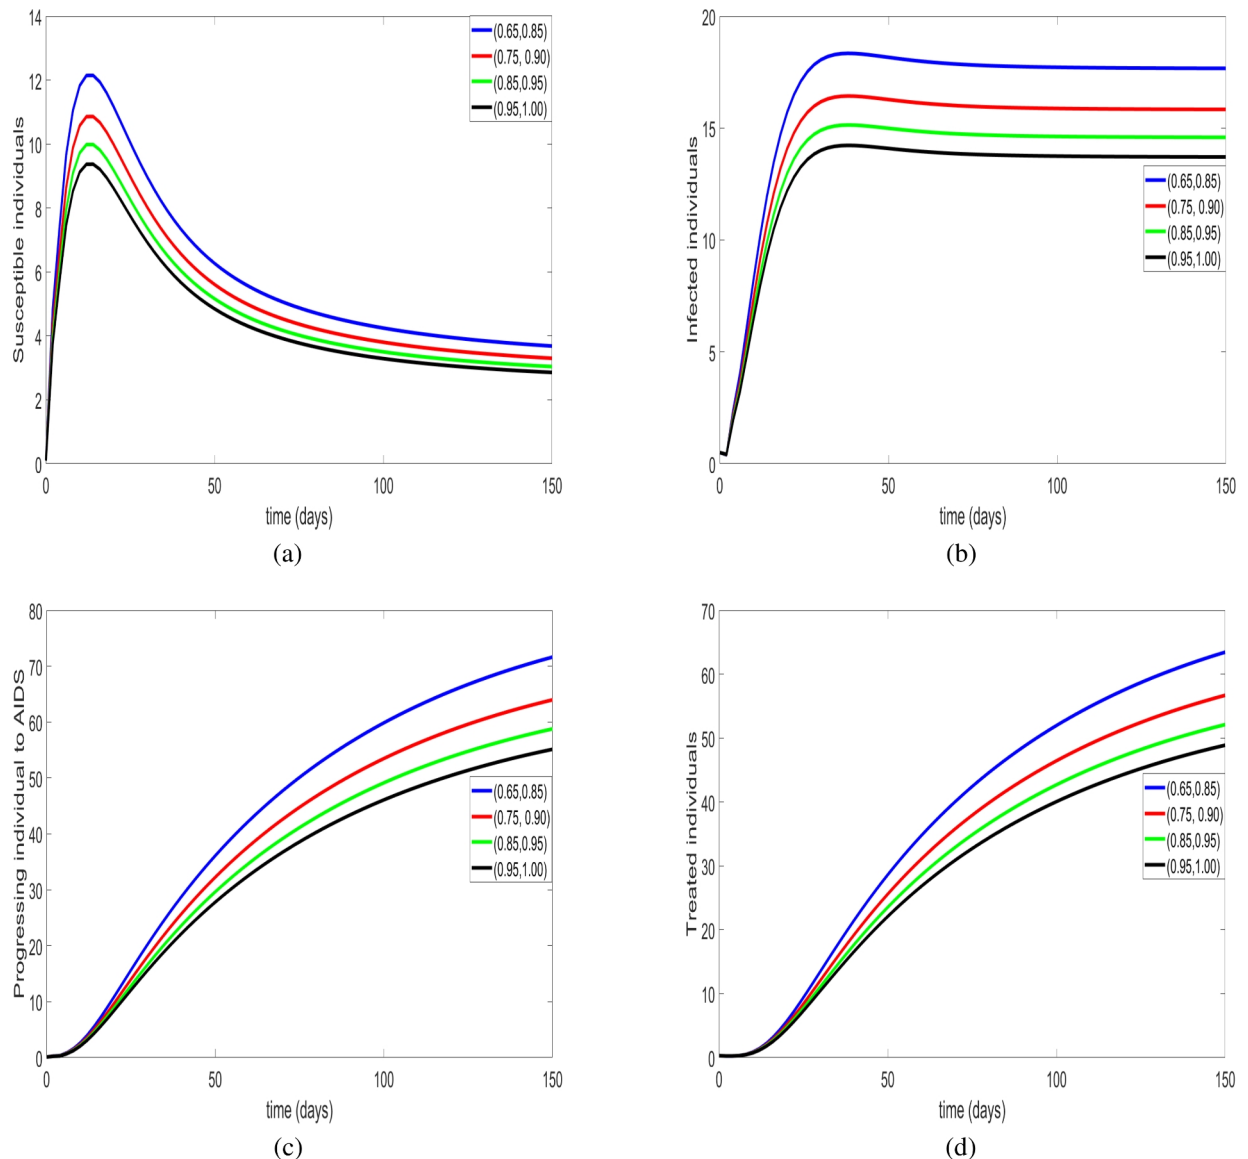 14
12
10
8
6
4
2
0
0 50 100 150
Susceptible individuals
time (days)
(0.65,0.85)
(0.75, 0.90)
(0.85,0.95)
(0.95,1.00)
(a)
20
15
10
5
0
0 50 100 150
Infected individuals
time (days)
(0.65,0.85)
(0.75, 0.90)
(0.85,0.95)
(0.95,1.00)
(b)
80
70
60
50
40
30
20
10
0
0 50 100 150
Progressing individual to AIDS
time (days)
(0.65,0.85)
(0.75, 0.90)
(0.85,0.95)
(0.95,1.00)
(c)
70
60
50
40
30
20
10
0
0 50 100 150
Treated individuals
time (days)
(0.65,0.85)
(0.75, 0.90)
(0.85,0.95)
(0.95,1.00)
(d)